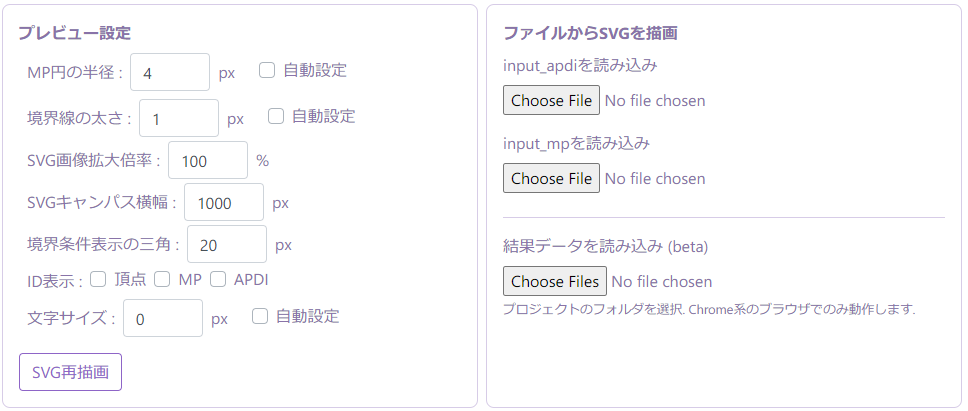 プレビュー設定
MP円の半径 : 4 px 自動設定
境界線の太さ : 1 px 自動設定
SVG画像拡大倍率 : 100 %
SVGキャンパス横幅 : 1000 px
境界条件表示の三角 : 20 px
ID表示 : 頂点 MP APDI
文字サイズ : 0 px 自動設定
SVG再描画
ファイルからSVGを描画
input_apdiを読み込み
Choose File No file chosen
input_mpを読み込み
Choose File No file chosen
結果データを読み込み (beta)
Choose Files No file chosen
プロジェクトのフォルダを選択. Chrome系のブラウザでのみ動作します.